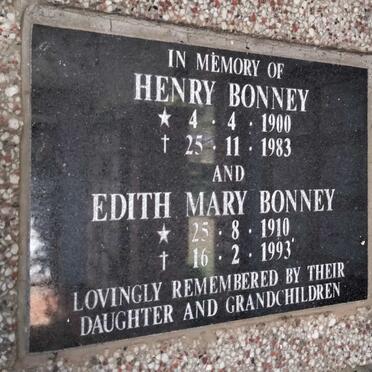 IN MEMORY OF
HENRY BONNEY
★ 4 · 4 · 1900
† 25 · 11 · 1983
AND
EDITH MARY BONNEY
★ 25 · 8 · 1910
† 16 · 2 · 1993
LOVINGLY REMEMBERED BY THEIR
DAUGHTER AND GRANDCHILDREN